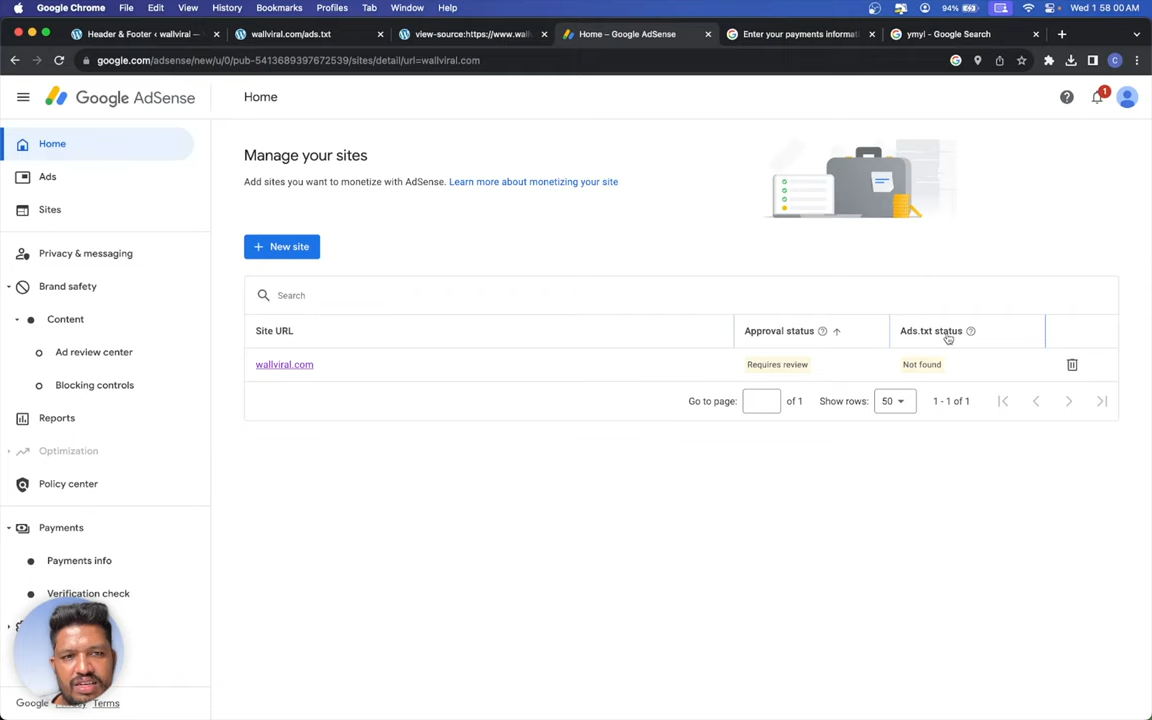 Google Chrome File Edit View History Bookmarks Profiles Tab Window Help 94% Wed 1 58 00 AM
Header & Footer ‹ wallviral — wallviral.com/ads.txt view-source:https://www.wall Home – Google AdSense Enter your payments informati ymyl - Google Search
google.com/adsense/new/u/0/pub-5413689397672539/sites/detail/url=wallviral.com
C
Google AdSense
Home
1
Home
Ads
Sites
Privacy & messaging
Brand safety
Content
Ad review center
Blocking controls
Reports
Optimization
Policy center
Payments
Payments info
Verification check
Google Privacy Terms
Manage your sites
Add sites you want to monetize with AdSense. Learn more about monetizing your site
+ New site
Search
Site URL Approval status Ads.txt status
wallviral.com Requires review Not found
Go to page: of 1 Show rows: 50 1 - 1 of 1